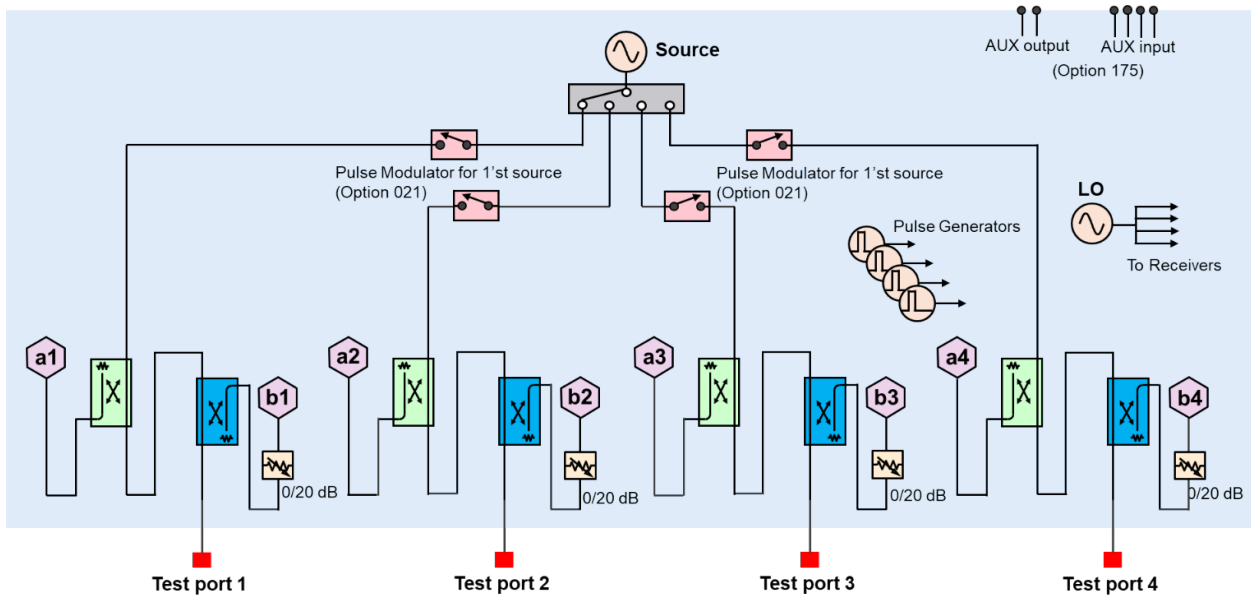 Source
AUX output
AUX input
(Option 175)
Pulse Modulator for 1'st source
(Option 021)
Pulse Modulator for 1'st source
(Option 021)
LO
Pulse Generators
To Receivers
a1
a2
a3
a4
b1
b2
b3
b4
0/20 dB
0/20 dB
0/20 dB
0/20 dB
Test port 1
Test port 2
Test port 3
Test port 4